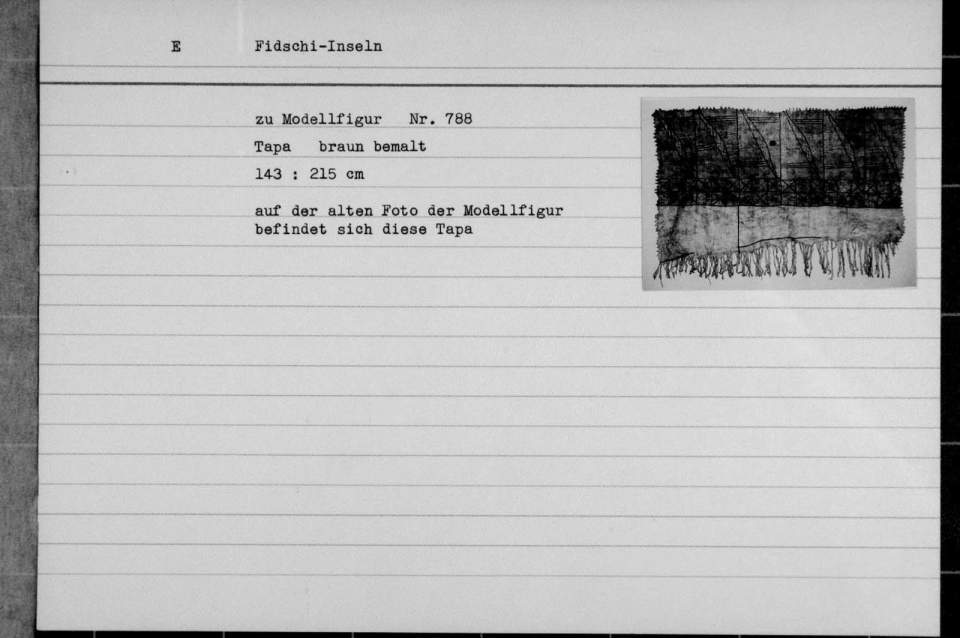 E Fidschi-Inseln
zu Modellfigur Nr. 788
Tapa braun bemalt
143 : 215 cm
auf der alten Foto der Modellfigur
befindet sich diese Tapa